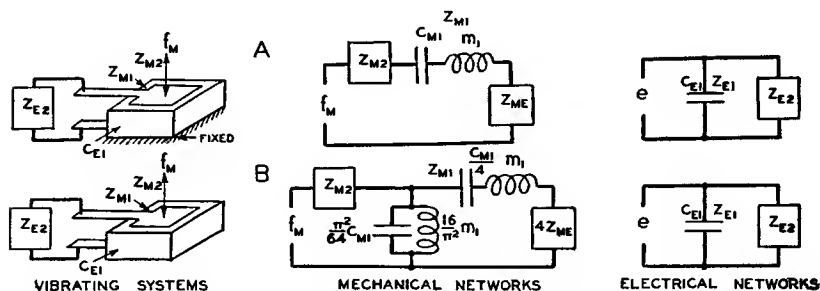 A
f_M
Z_M2
Z_M1
Z_E2
C_E1
FIXED
Z_M1
C_M1 m_1
Z_M2
f_M
Z_ME
e
C_E1 Z_E1
Z_E2
B
f_M
Z_M2
Z_M1
Z_E2
C_E1
Z_M1 C_M1/4 m_1
Z_M2
f_M
π²/64 C_M1
16/π² m_1
4Z_ME
e
C_E1 Z_E1
Z_E2
VIBRATING SYSTEMS
MECHANICAL NETWORKS
ELECTRICAL NETWORKS